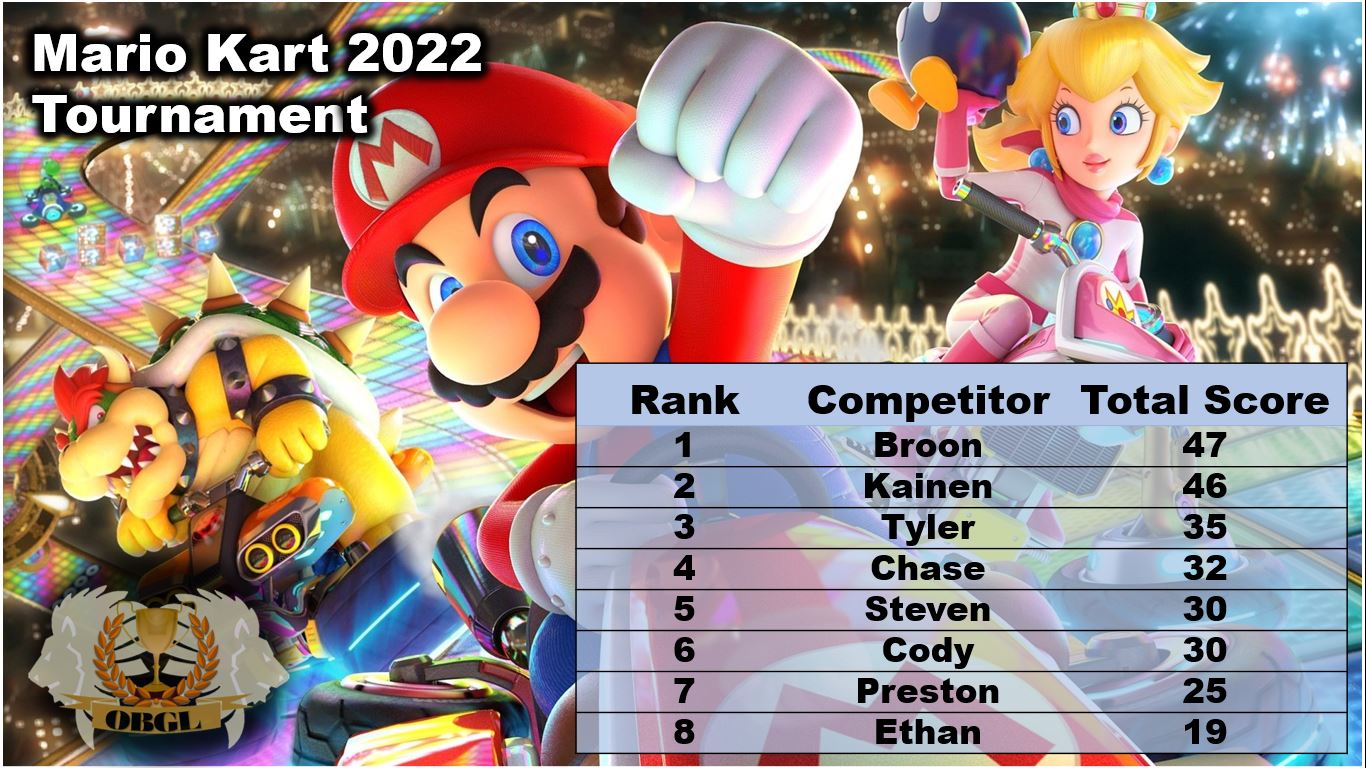 Mario Kart 2022
Tournament
M
Rank Competitor Total Score
1 Broon 47
2 Kainen 46
3 Tyler 35
4 Chase 32
5 Steven 30
6 Cody 30
7 Preston 25
8 Ethan 19
OBGL